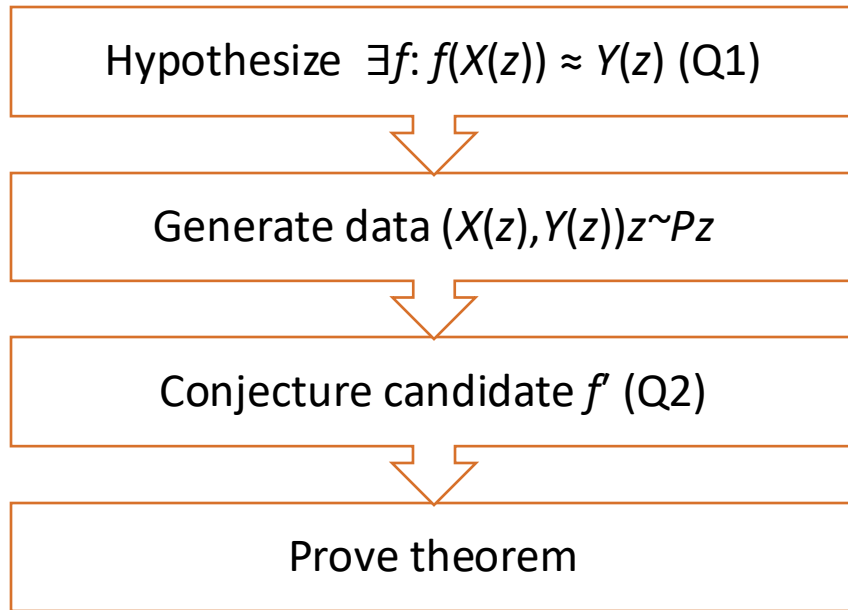 Hypothesize ∃f: f(X(z)) ≈ Y(z) (Q1)
Generate data (X(z),Y(z))z~Pz
Conjecture candidate f′ (Q2)
Prove theorem